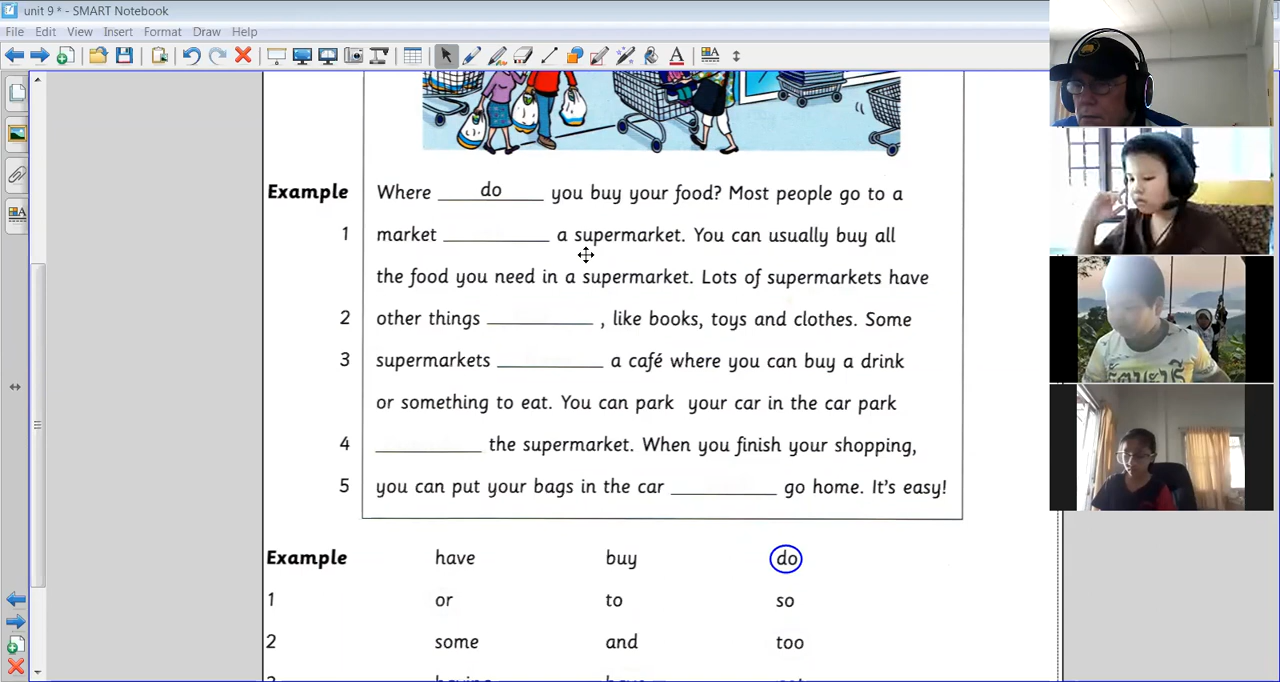 unit 9 * - SMART Notebook
File Edit View Insert Format Draw Help
Example Where do you buy your food? Most people go to a
1 market __________ a supermarket. You can usually buy all
the food you need in a supermarket. Lots of supermarkets have
2 other things __________ , like books, toys and clothes. Some
3 supermarkets __________ a café where you can buy a drink
or something to eat. You can park your car in the car park
4 __________ the supermarket. When you finish your shopping,
5 you can put your bags in the car __________ go home. It's easy!
Example have buy do
1 or to so
2 some and too